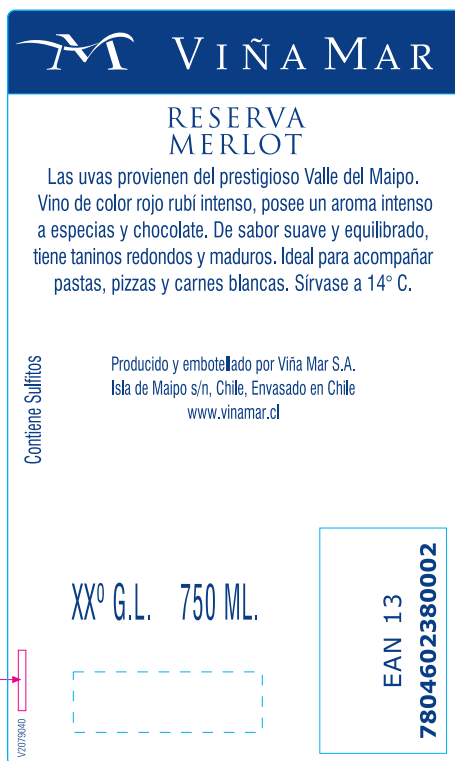 VIÑA MAR
RESERVA
MERLOT
Las uvas provienen del prestigioso Valle del Maipo.
Vino de color rojo rubí intenso, posee un aroma intenso
a especias y chocolate. De sabor suave y equilibrado,
tiene taninos redondos y maduros. Ideal para acompañar
pastas, pizzas y carnes blancas. Sírvase a 14° C.
Contiene Sulfitos
Producido y embotellado por Viña Mar S.A.
Isla de Maipo s/n, Chile, Envasado en Chile
www.vinamar.cl
XXº G.L. 750 ML.
EAN 13
7804602380002
V2079040